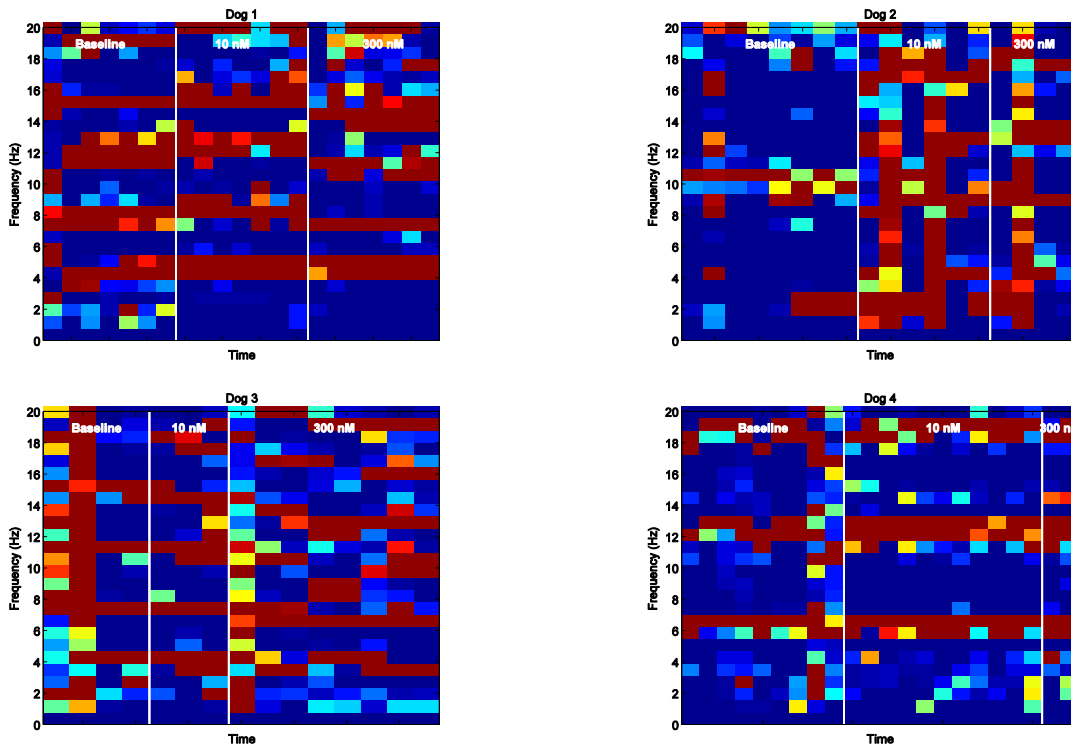 Dog 1
20
18
16
14
12
10
8
6
4
2
0
Frequency (Hz)
Baseline
10 nM
300 nM
Time
Dog 2
20
18
16
14
12
10
8
6
4
2
0
Frequency (Hz)
Baseline
10 nM
300 nM
Time
Dog 3
20
18
16
14
12
10
8
6
4
2
0
Frequency (Hz)
Baseline
10 nM
300 nM
Time
Dog 4
20
18
16
14
12
10
8
6
4
2
0
Frequency (Hz)
Baseline
10 nM
300 n
Time